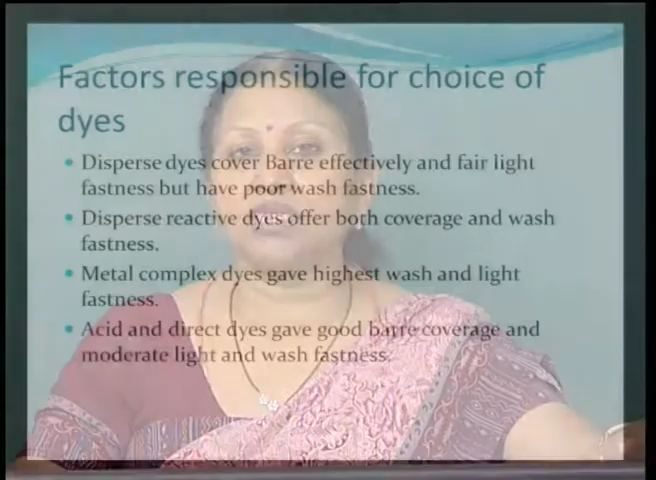 Factors responsible for choice of
dyes
Disperse dyes cover Barre effectively and fair light
fastness but have poor wash fastness.
Disperse reactive dyes offer both coverage and wash
fastness.
Metal complex dyes gave highest wash and light
fastness.
Acid and direct dyes gave good barre coverage and
moderate light and wash fastness.